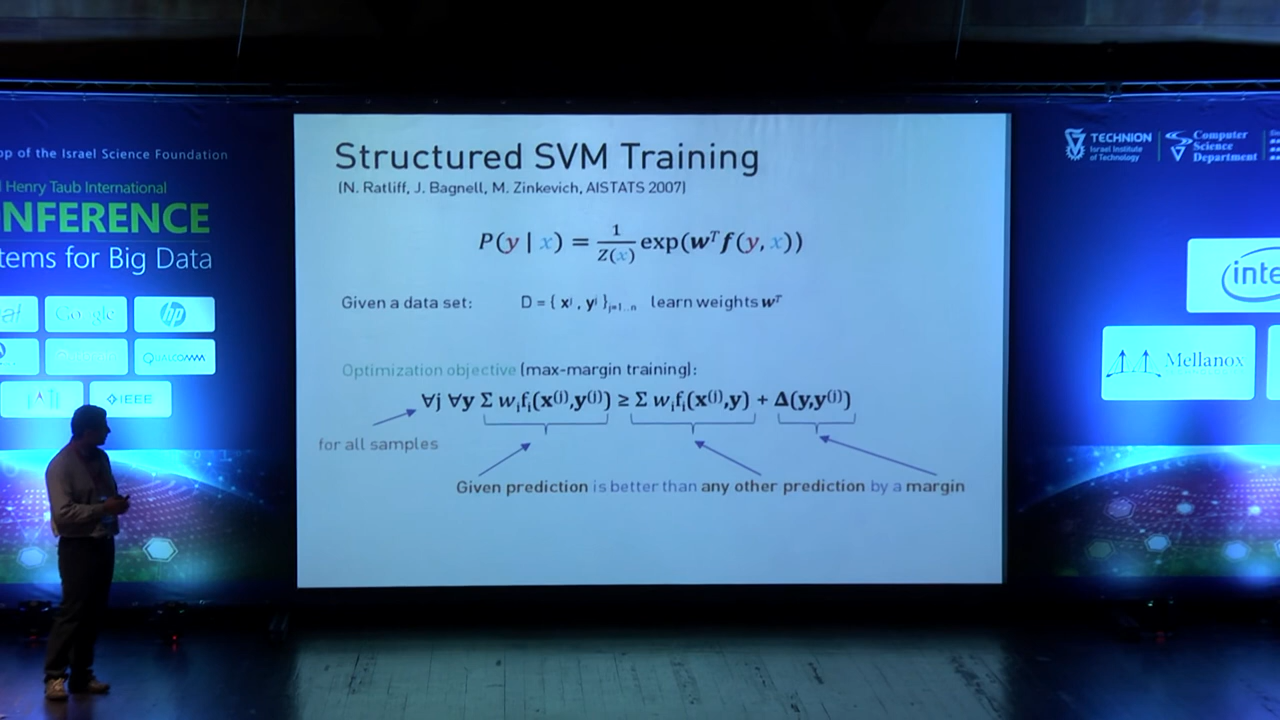 op of the Israel Science Foundation
Henry Taub International
NFERENCE
tems for Big Data
Google
hp
QUALCOMM
IEEE
Structured SVM Training
(N. Ratliff, J. Bagnell, M. Zinkevich, AISTATS 2007)
P(y | x) = 1/Z(x) exp(wᵀf(y, x))
Given a data set: D = { xʲ , yʲ }j=1...n learn weights wᵀ
Optimization objective (max-margin training):
∀j ∀y Σ wᵢfᵢ(x⁽ʲ⁾,y⁽ʲ⁾) ≥ Σ wᵢfᵢ(x⁽ʲ⁾,y) + Δ(y,y⁽ʲ⁾)
for all samples
Given prediction is better than any other prediction by a margin
TECHNION
Israel Institute
of Technology
Computer
Science
Department
inte
Mellanox